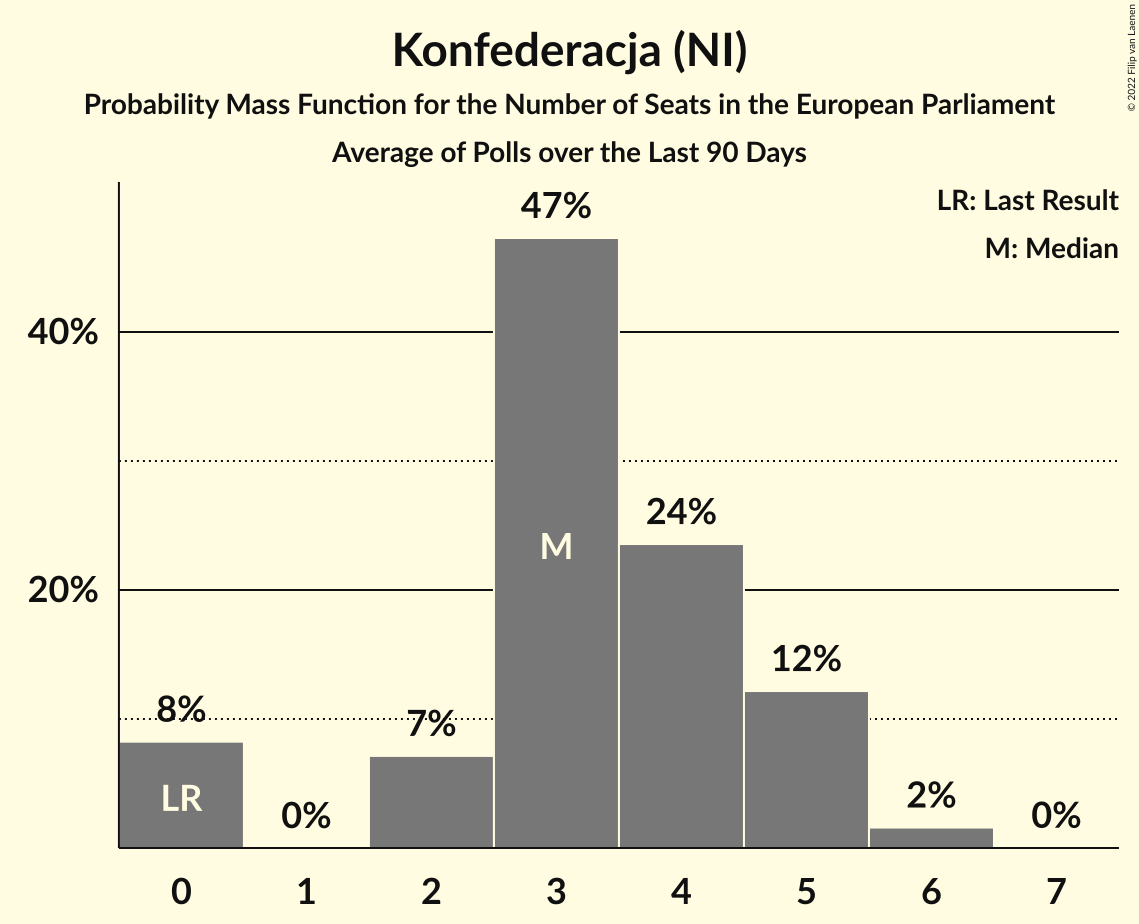 Konfederacja (NI)
Probability Mass Function for the Number of Seats in the European Parliament
Average of Polls over the Last 90 Days
© 2022 Filip van Laenen
LR: Last Result
M: Median
47%
40%
24%
M
20%
12%
8%
7%
LR
0%
2%
0%
0 1 2 3 4 5 6 7